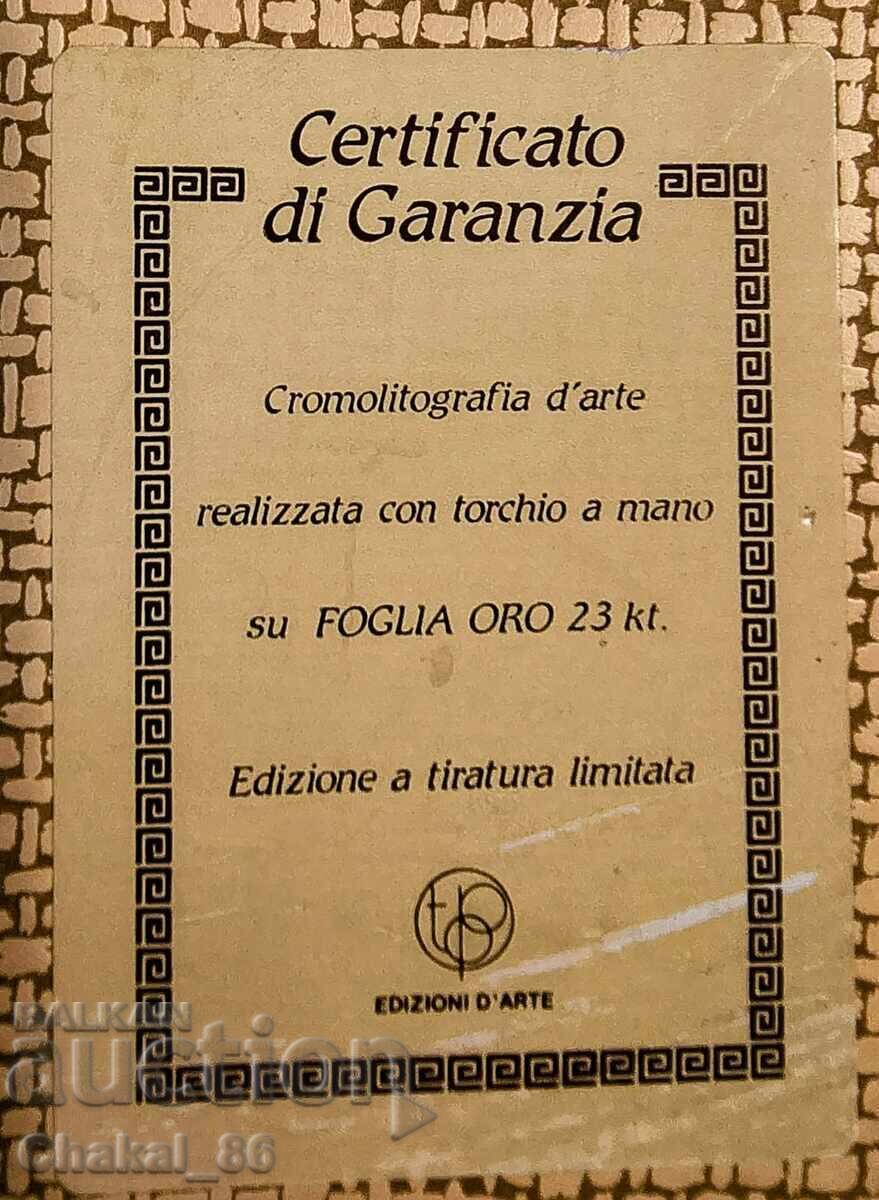 Certificato
di Garanzia
Cromolitografia d'arte
realizzata con torchio a mano
su FOGLIA ORO 23 kt.
Edizione a tiratura limitata
top
EDIZIONI D'ARTE
BALKAN
auction
Chakal_86